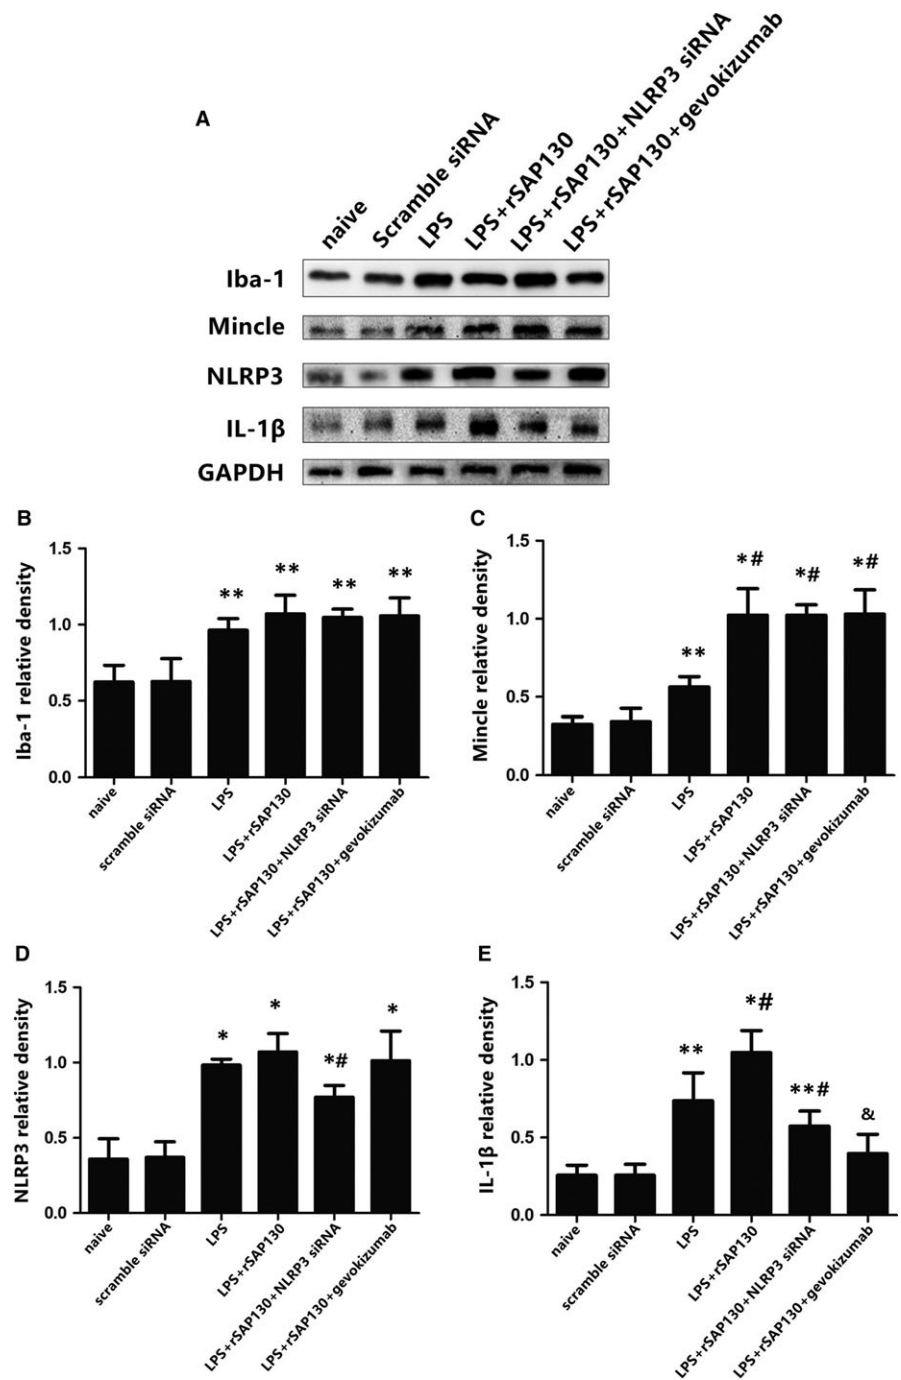 A
naive
Scramble siRNA
LPS
LPS+rSAP130
LPS+rSAP130+NLRP3 siRNA
LPS+rSAP130+gevokizumab
Iba-1
Mincle
NLRP3
IL-1β
GAPDH
B
Iba-1 relative density
1.5
1.0
0.5
0.0
**
**
**
**
naive
scramble siRNA
LPS
LPS+rSAP130
LPS+rSAP130+NLRP3 siRNA
LPS+rSAP130+gevokizumab
C
Mincle relative density
1.5
1.0
0.5
0.0
**
*#
*#
*#
naive
scramble siRNA
LPS
LPS+rSAP130
LPS+rSAP130+NLRP3 siRNA
LPS+rSAP130+gevokizumab
D
NLRP3 relative density
1.5
1.0
0.5
0.0
*
*
*#
*
naive
scramble siRNA
LPS
LPS+rSAP130
LPS+rSAP130+NLRP3 siRNA
LPS+rSAP130+gevokizumab
E
IL-1β relative density
1.5
1.0
0.5
0.0
**
*#
**#
&
naive
scramble siRNA
LPS
LPS+rSAP130
LPS+rSAP130+NLRP3 siRNA
LPS+rSAP130+gevokizumab